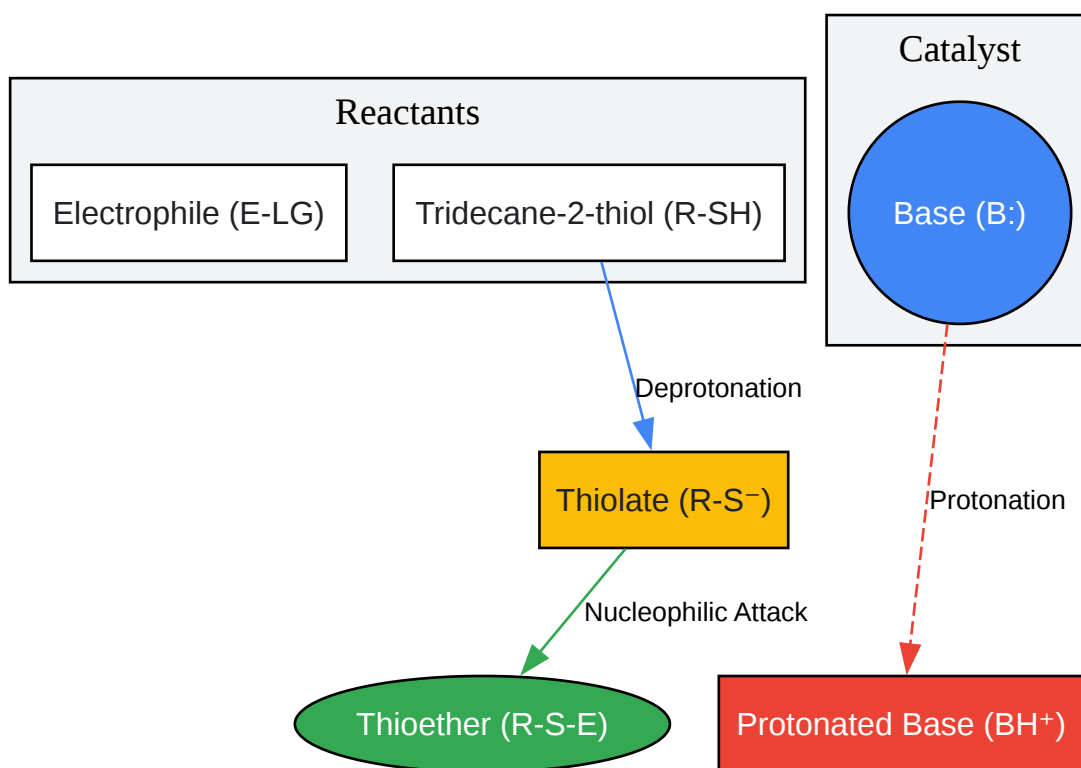 Catalyst
Reactants
Electrophile (E-LG)
Tridecane-2-thiol (R-SH)
Base (B:)
Deprotonation
Thiolate (R-S⁻)
Protonation
Nucleophilic Attack
Thioether (R-S-E)
Protonated Base (BH⁺)